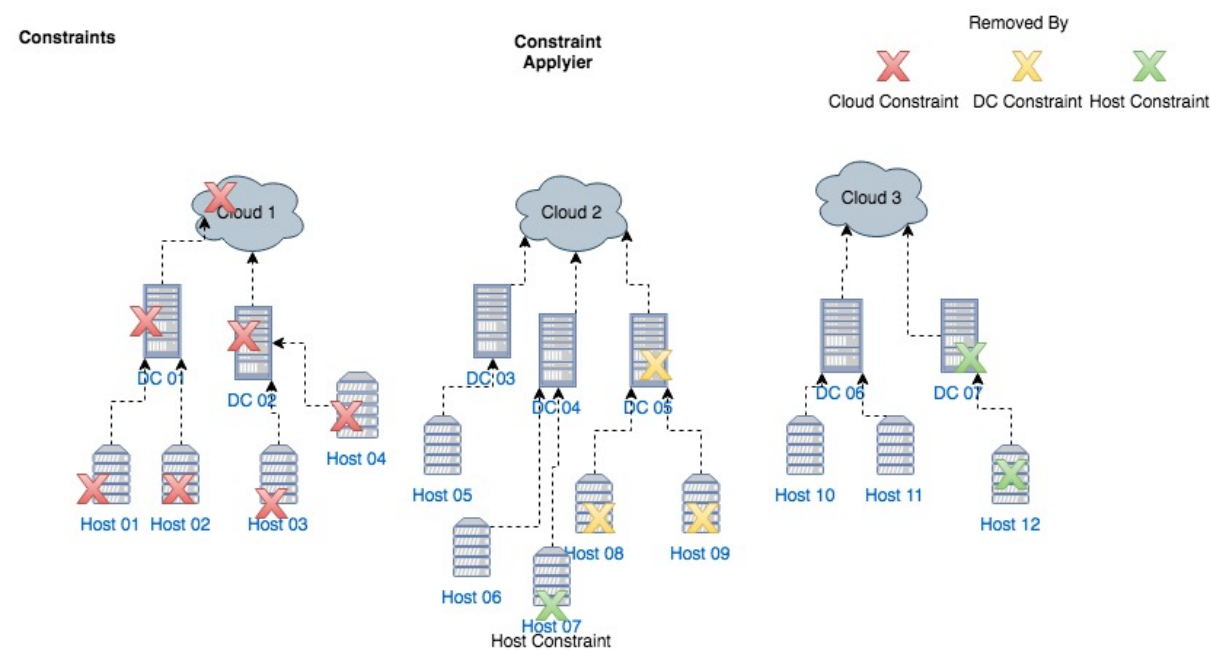 Constraints
Constraint
Applyier
Removed By
Cloud Constraint
DC Constraint
Host Constraint
Cloud 1
Cloud 2
Cloud 3
DC 01
DC 02
DC 03
DC 04
DC 05
DC 06
DC 07
Host 04
Host 01
Host 02
Host 03
Host 05
Host 10
Host 11
Host 12
Host 08
Host 09
Host 06
Host 07
Host Constraint